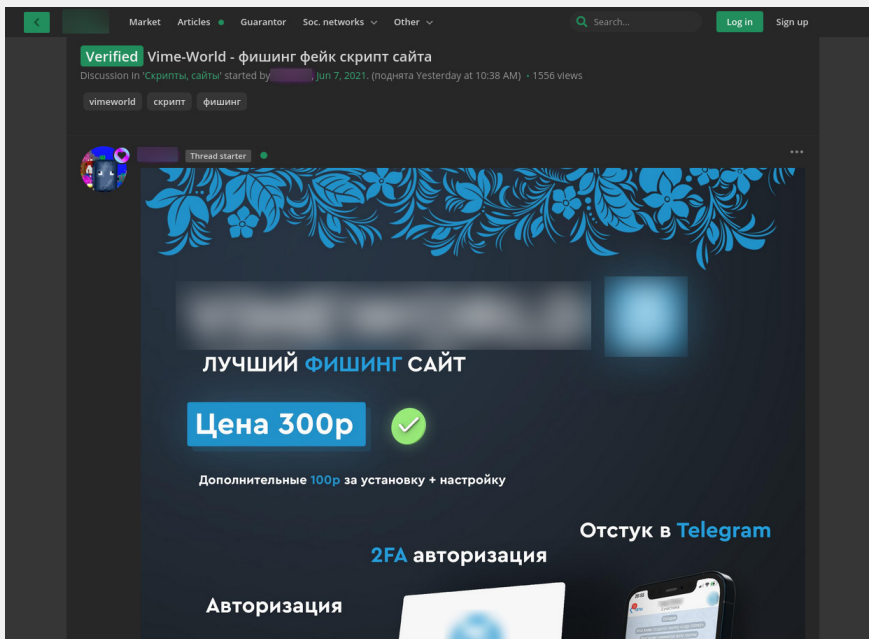 Market Articles Guarantor Soc. networks Other Search... Log in Sign up
Verified Vime-World - фишинг фейк скрипт сайта
Discussion in 'Скрипты, сайты' started by , Jun 7, 2021. (поднята Yesterday at 10:38 AM) · 1556 views
vimeworld скрипт фишинг
Thread starter
ЛУЧШИЙ ФИШИНГ САЙТ
Цена 300р
Дополнительные 100р за установку + настройку
Отстук в Telegram
2FA авторизация
Авторизация